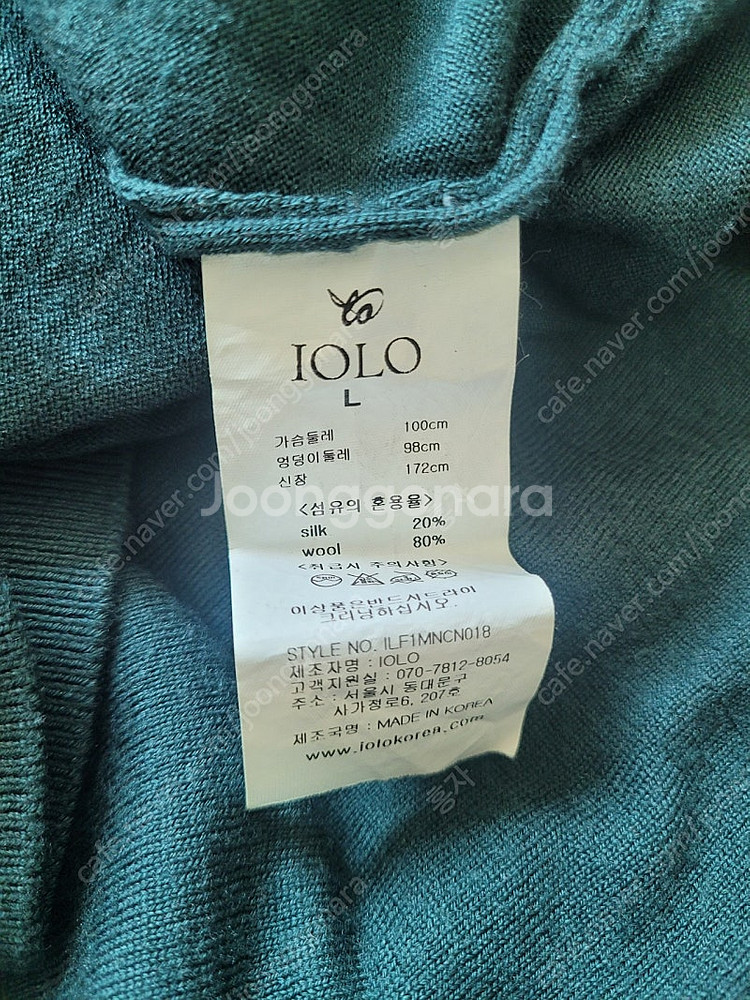 IOLO
L
가슴둘레 100cm
엉덩이둘레 98cm
신장 172cm
<섬유의 혼용율>
silk 20%
wool 80%
<취급시 주의사항>
이상품은반드시드라이
크리닝하십시오.
STYLE NO. ILF1MNCN018
제조자명 : IOLO
고객지원실 : 070-7812-8054
주소 : 서울시 동대문구
사가정로6, 207호
제조국명 : MADE IN KOREA
www.iolokorea.com
Joonggonara
cafe.naver.com/joonggonara